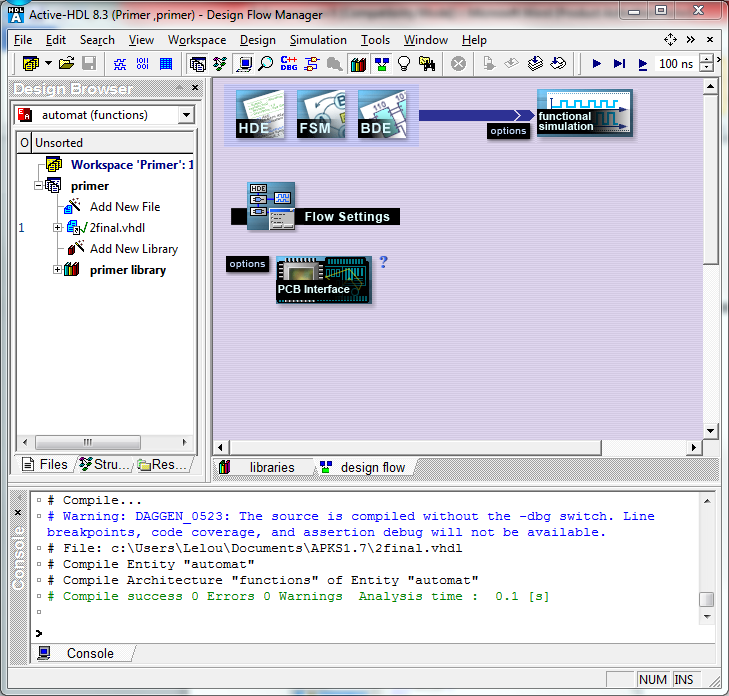 Active-HDL 8.3 (Primer ,primer) - Design Flow Manager
File Edit Search View Workspace Design Simulation Tools Window Help
100 ns
Design Browser
automat (functions)
O Unsorted
Workspace 'Primer': 1
primer
Add New File
1 2final.vhdl
Add New Library
primer library
Files Stru... Res...
HDE FSM BDE
options
functional
simulation
HDE
Flow Settings
options
PCB Interface
?
libraries design flow
Console
# Compile...
# Warning: DAGGEN_0523: The source is compiled without the -dbg switch. Line
breakpoints, code coverage, and assertion debug will not be available.
# File: c:\Users\Lelou\Documents\APKS1.7\2final.vhdl
# Compile Entity "automat"
# Compile Architecture "functions" of Entity "automat"
# Compile success 0 Errors 0 Warnings  Analysis time :  0.1 [s]
>
Console
NUM INS